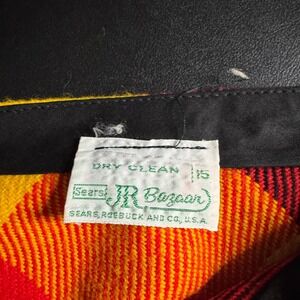 DRY CLEAN 15
Sears JR Bazaar
SEARS, ROEBUCK AND CO., U.S.A.